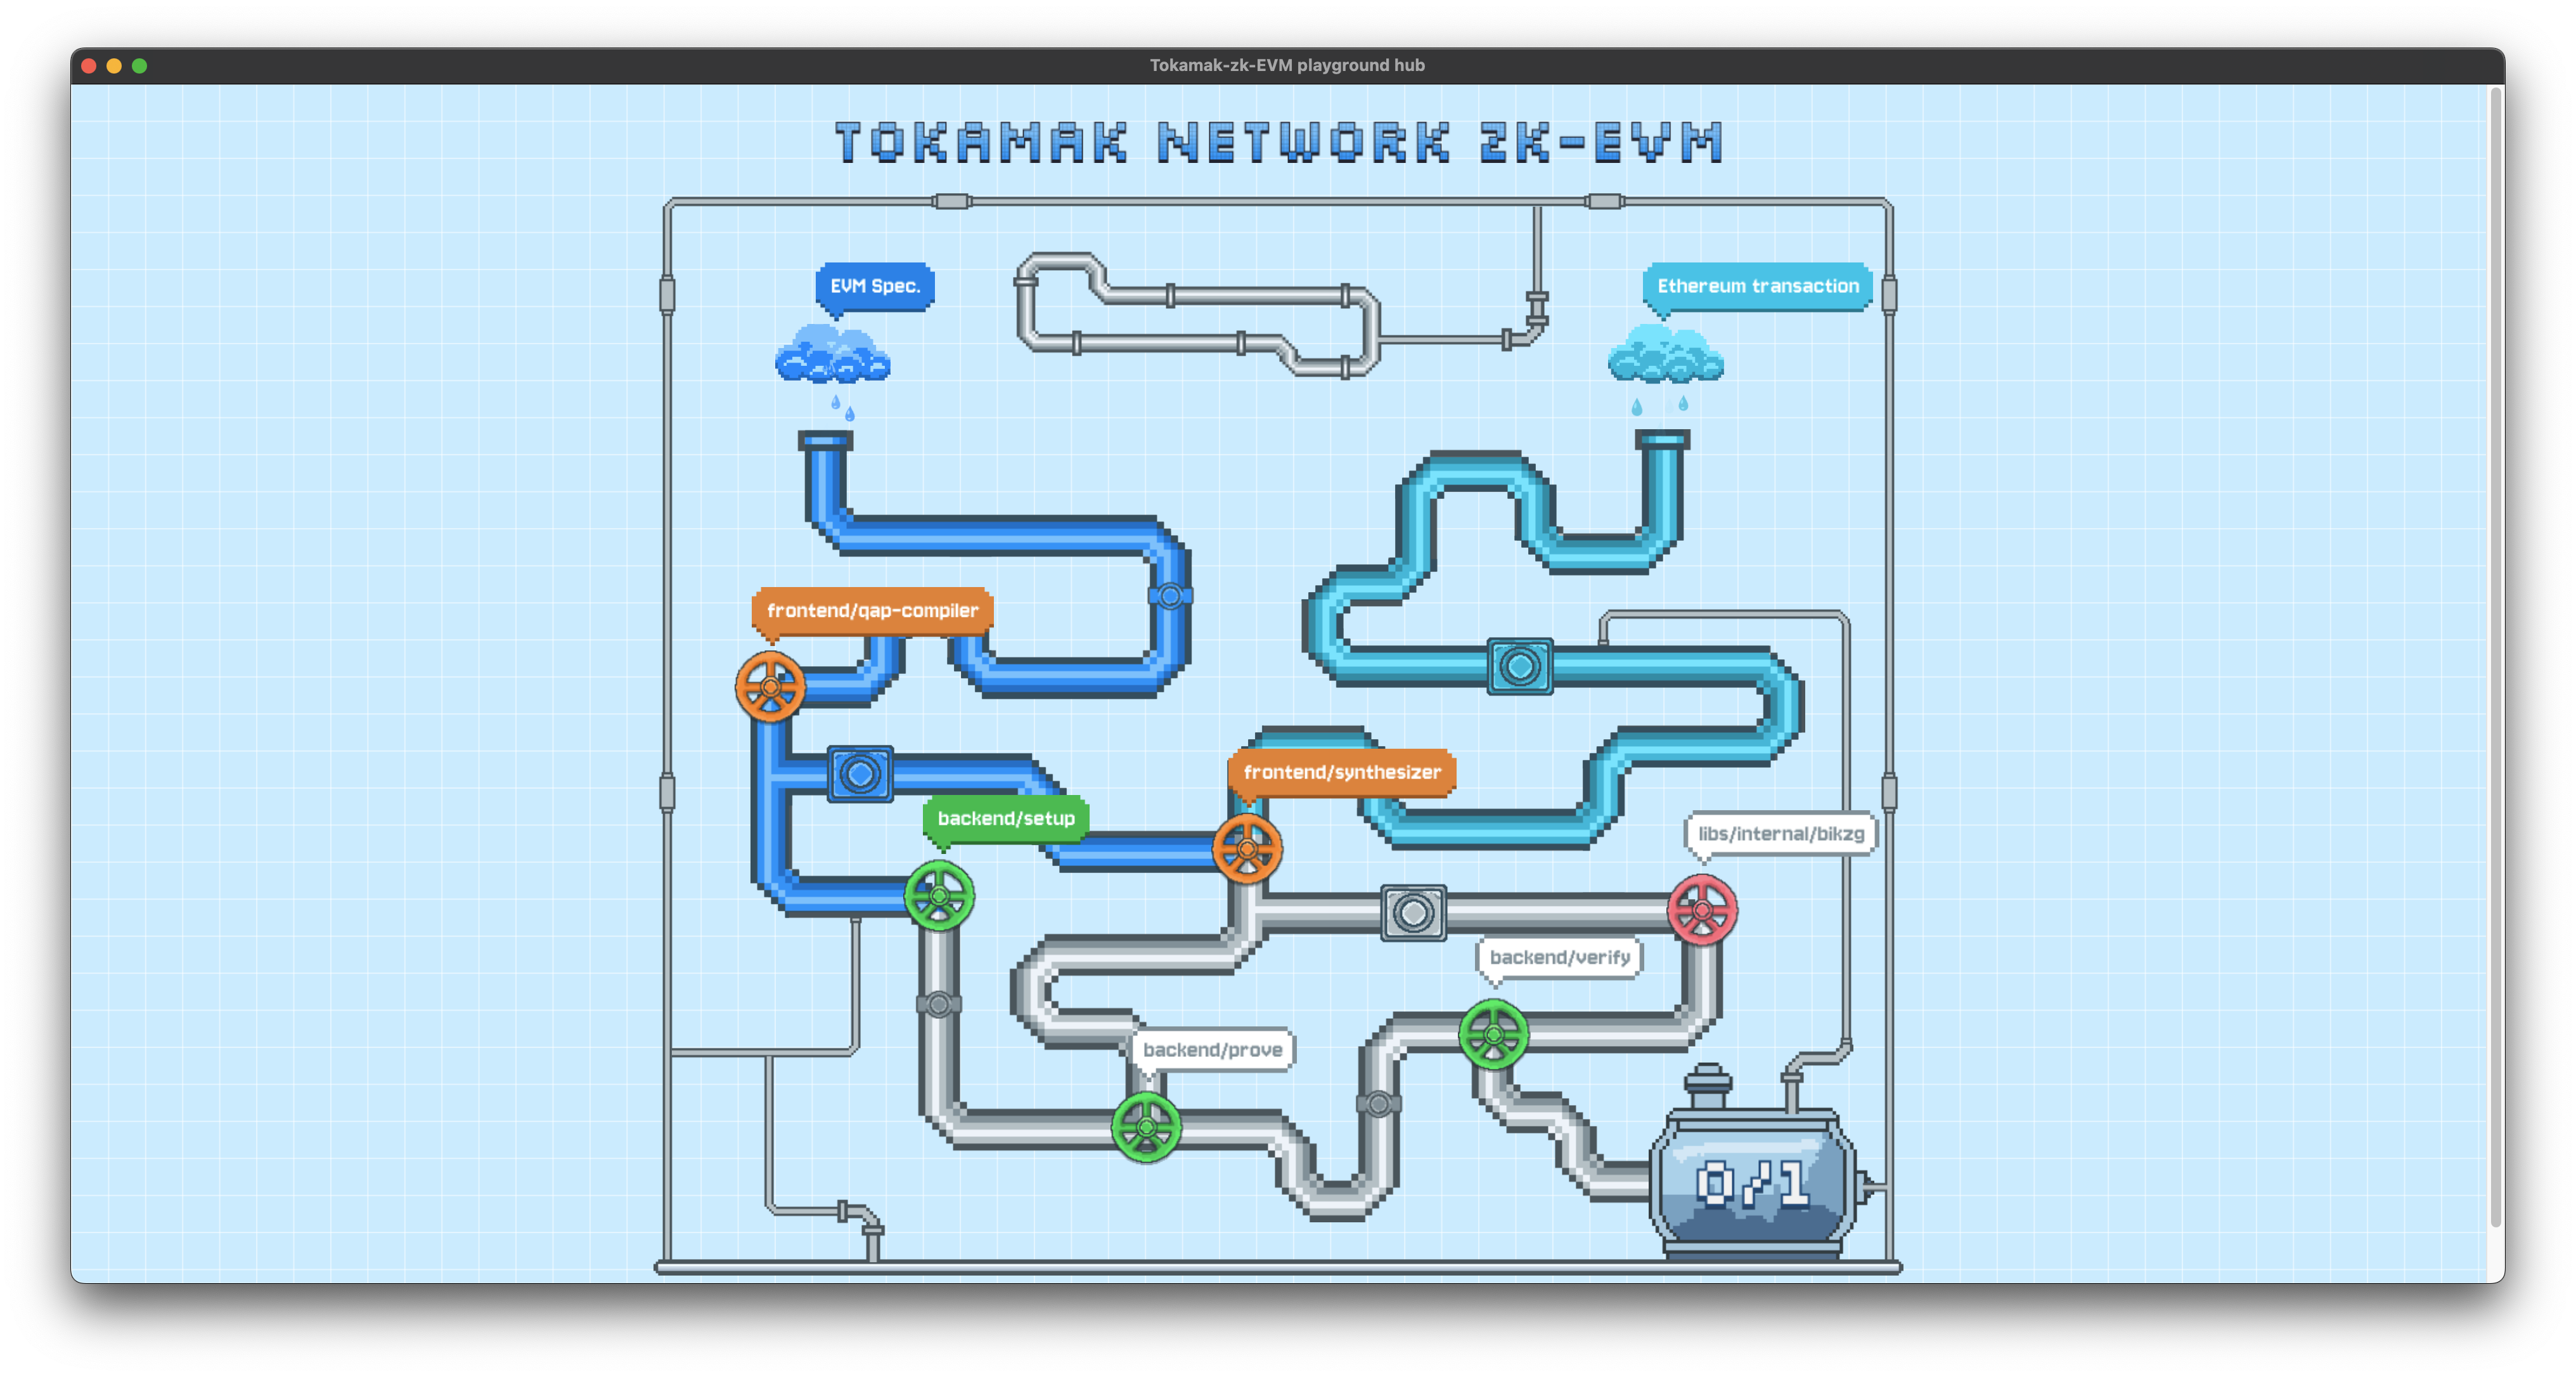 Tokamak-zk-EVM playground hub
TOKAMAK NETWORK ZK-EVM
EVM Spec.
Ethereum transaction
frontend/qap-compiler
frontend/synthesizer
backend/setup
libs/internal/bikzg
backend/verify
backend/prove
0/1